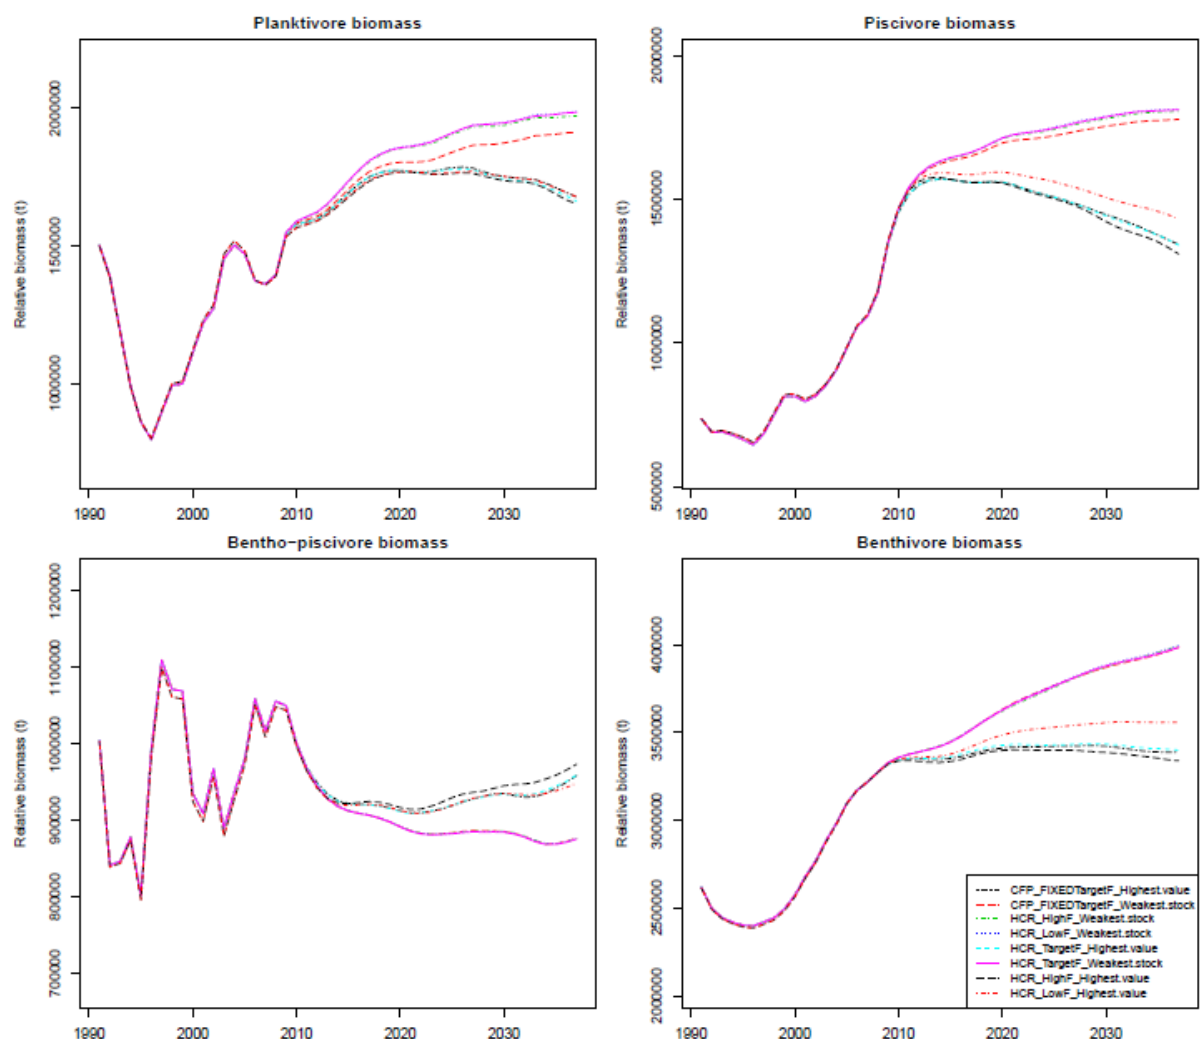 Planktivore biomass
Relative biomass (t)
2000000
1500000
1000000
1990 2000 2010 2020 2030
Piscivore biomass
Relative biomass (t)
2000000
1500000
1000000
500000
1990 2000 2010 2020 2030
Bentho-piscivore biomass
Relative biomass (t)
1200000
1100000
1000000
900000
800000
700000
1990 2000 2010 2020 2030
Benthivore biomass
Relative biomass (t)
4000000
3500000
3000000
2500000
2000000
1990 2000 2010 2020 2030
CFP_FIXEDTargetF_Highest.value
CFP_FIXEDTargetF_Weakest.stock
HCR_HighF_Weakest.stock
HCR_LowF_Weakest.stock
HCR_TargetF_Highest.value
HCR_TargetF_Weakest.stock
HCR_HighF_Highest.value
HCR_LowF_Highest.value